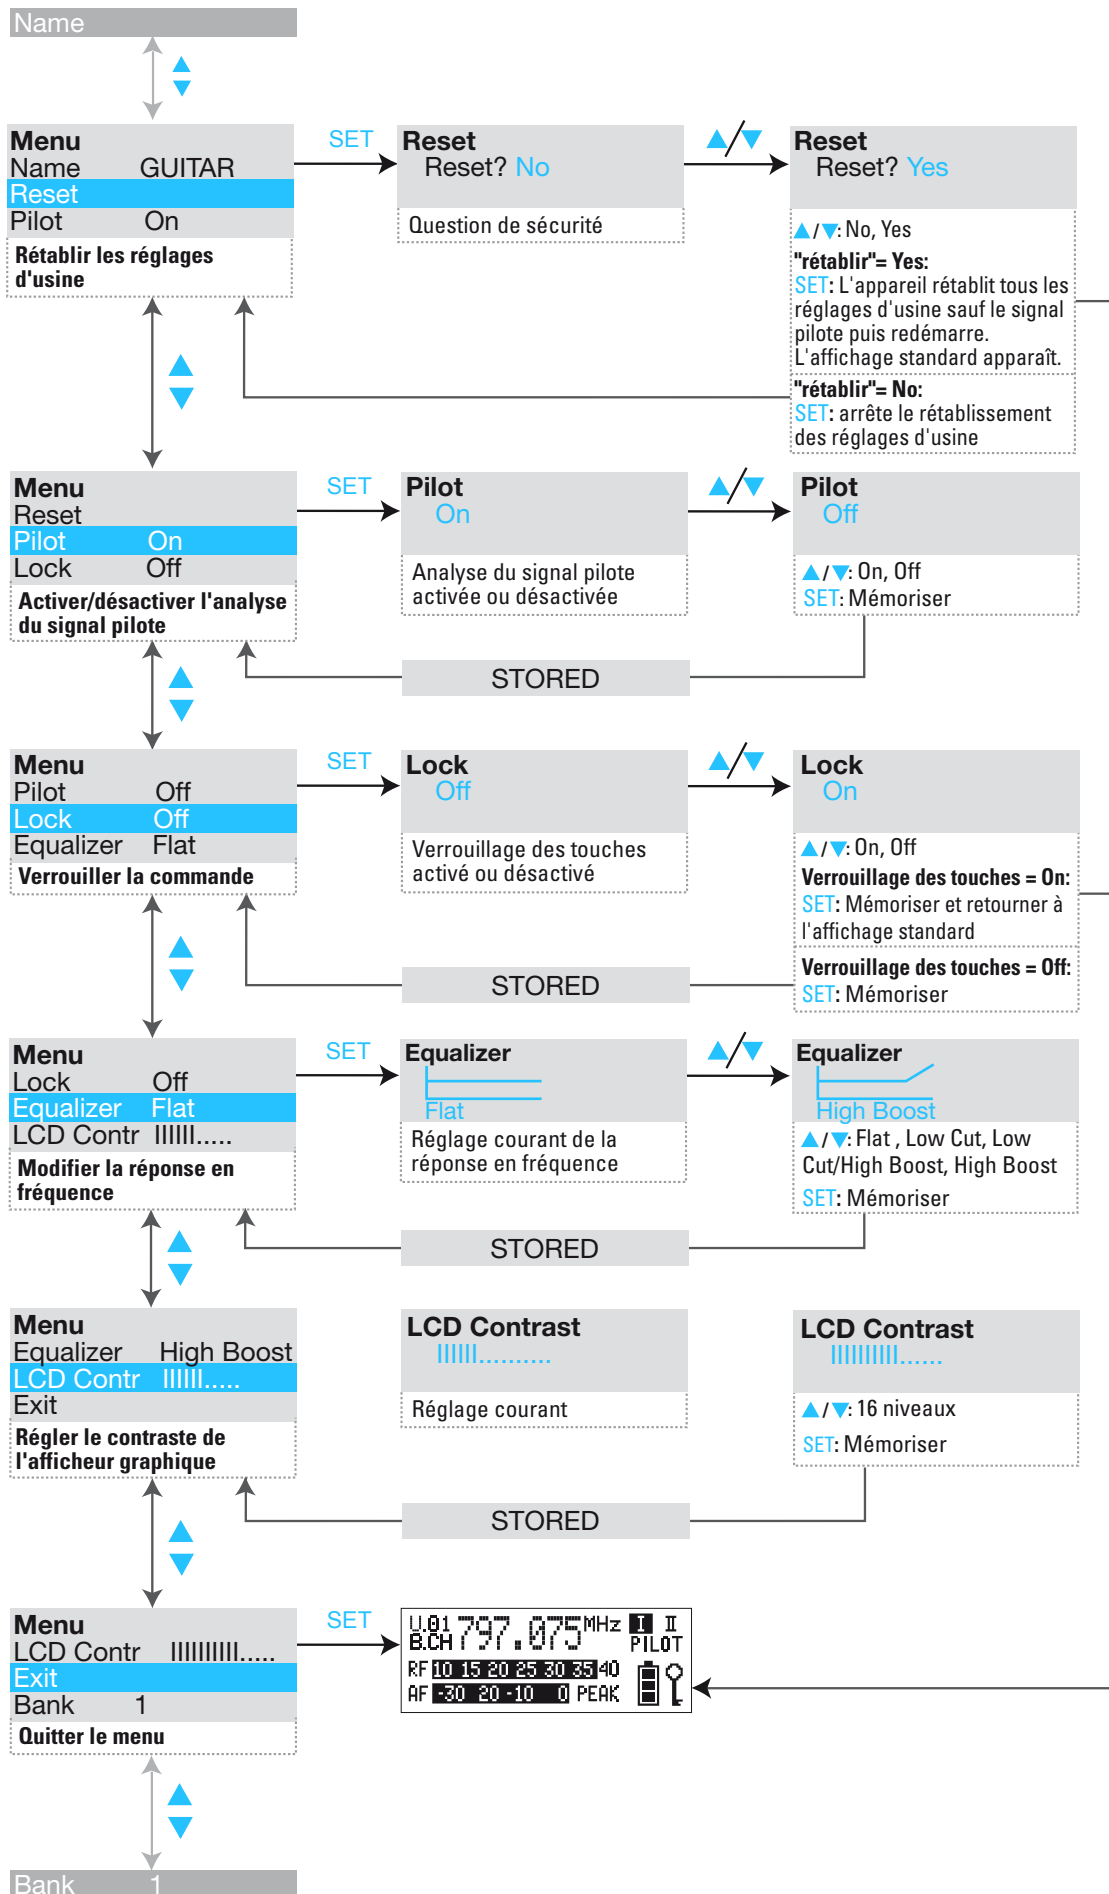 Name
Menu
Name GUITAR
Reset
Pilot On
Rétablir les réglages
d'usine
SET
Reset
Reset? No
Question de sécurité
▲/▼
Reset
Reset? Yes
▲/▼: No, Yes
"rétablir"= Yes:
SET: L'appareil rétablit tous les
réglages d'usine sauf le signal
pilote puis redémarre.
L'affichage standard apparaît.
"rétablir"= No:
SET: arrête le rétablissement
des réglages d'usine
Menu
Reset
Pilot On
Lock Off
Activer/désactiver l'analyse
du signal pilote
SET
Pilot
On
Analyse du signal pilote
activée ou désactivée
▲/▼
Pilot
Off
▲/▼: On, Off
SET: Mémoriser
STORED
Menu
Pilot Off
Lock Off
Equalizer Flat
Verrouiller la commande
SET
Lock
Off
Verrouillage des touches
activé ou désactivé
▲/▼
Lock
On
▲/▼: On, Off
Verrouillage des touches = On:
SET: Mémoriser et retourner à
l'affichage standard
Verrouillage des touches = Off:
SET: Mémoriser
STORED
Menu
Lock Off
Equalizer Flat
LCD Contr IIIIII.....
Modifier la réponse en
fréquence
SET
Equalizer
Flat
Réglage courant de la
réponse en fréquence
▲/▼
Equalizer
High Boost
▲/▼: Flat , Low Cut, Low
Cut/High Boost, High Boost
SET: Mémoriser
STORED
Menu
Equalizer High Boost
LCD Contr IIIIII.....
Exit
Régler le contraste de
l'afficheur graphique
LCD Contrast
IIIIII..........
Réglage courant
LCD Contrast
IIIIIIIIII......
▲/▼: 16 niveaux
SET: Mémoriser
STORED
Menu
LCD Contr IIIIIIIIII.....
Exit
Bank 1
Quitter le menu
SET
U.01 797.075 MHz I II
B.CH PILOT
RF 10 15 20 25 30 35 40
AF -30 20 -10 0 PEAK
Bank 1